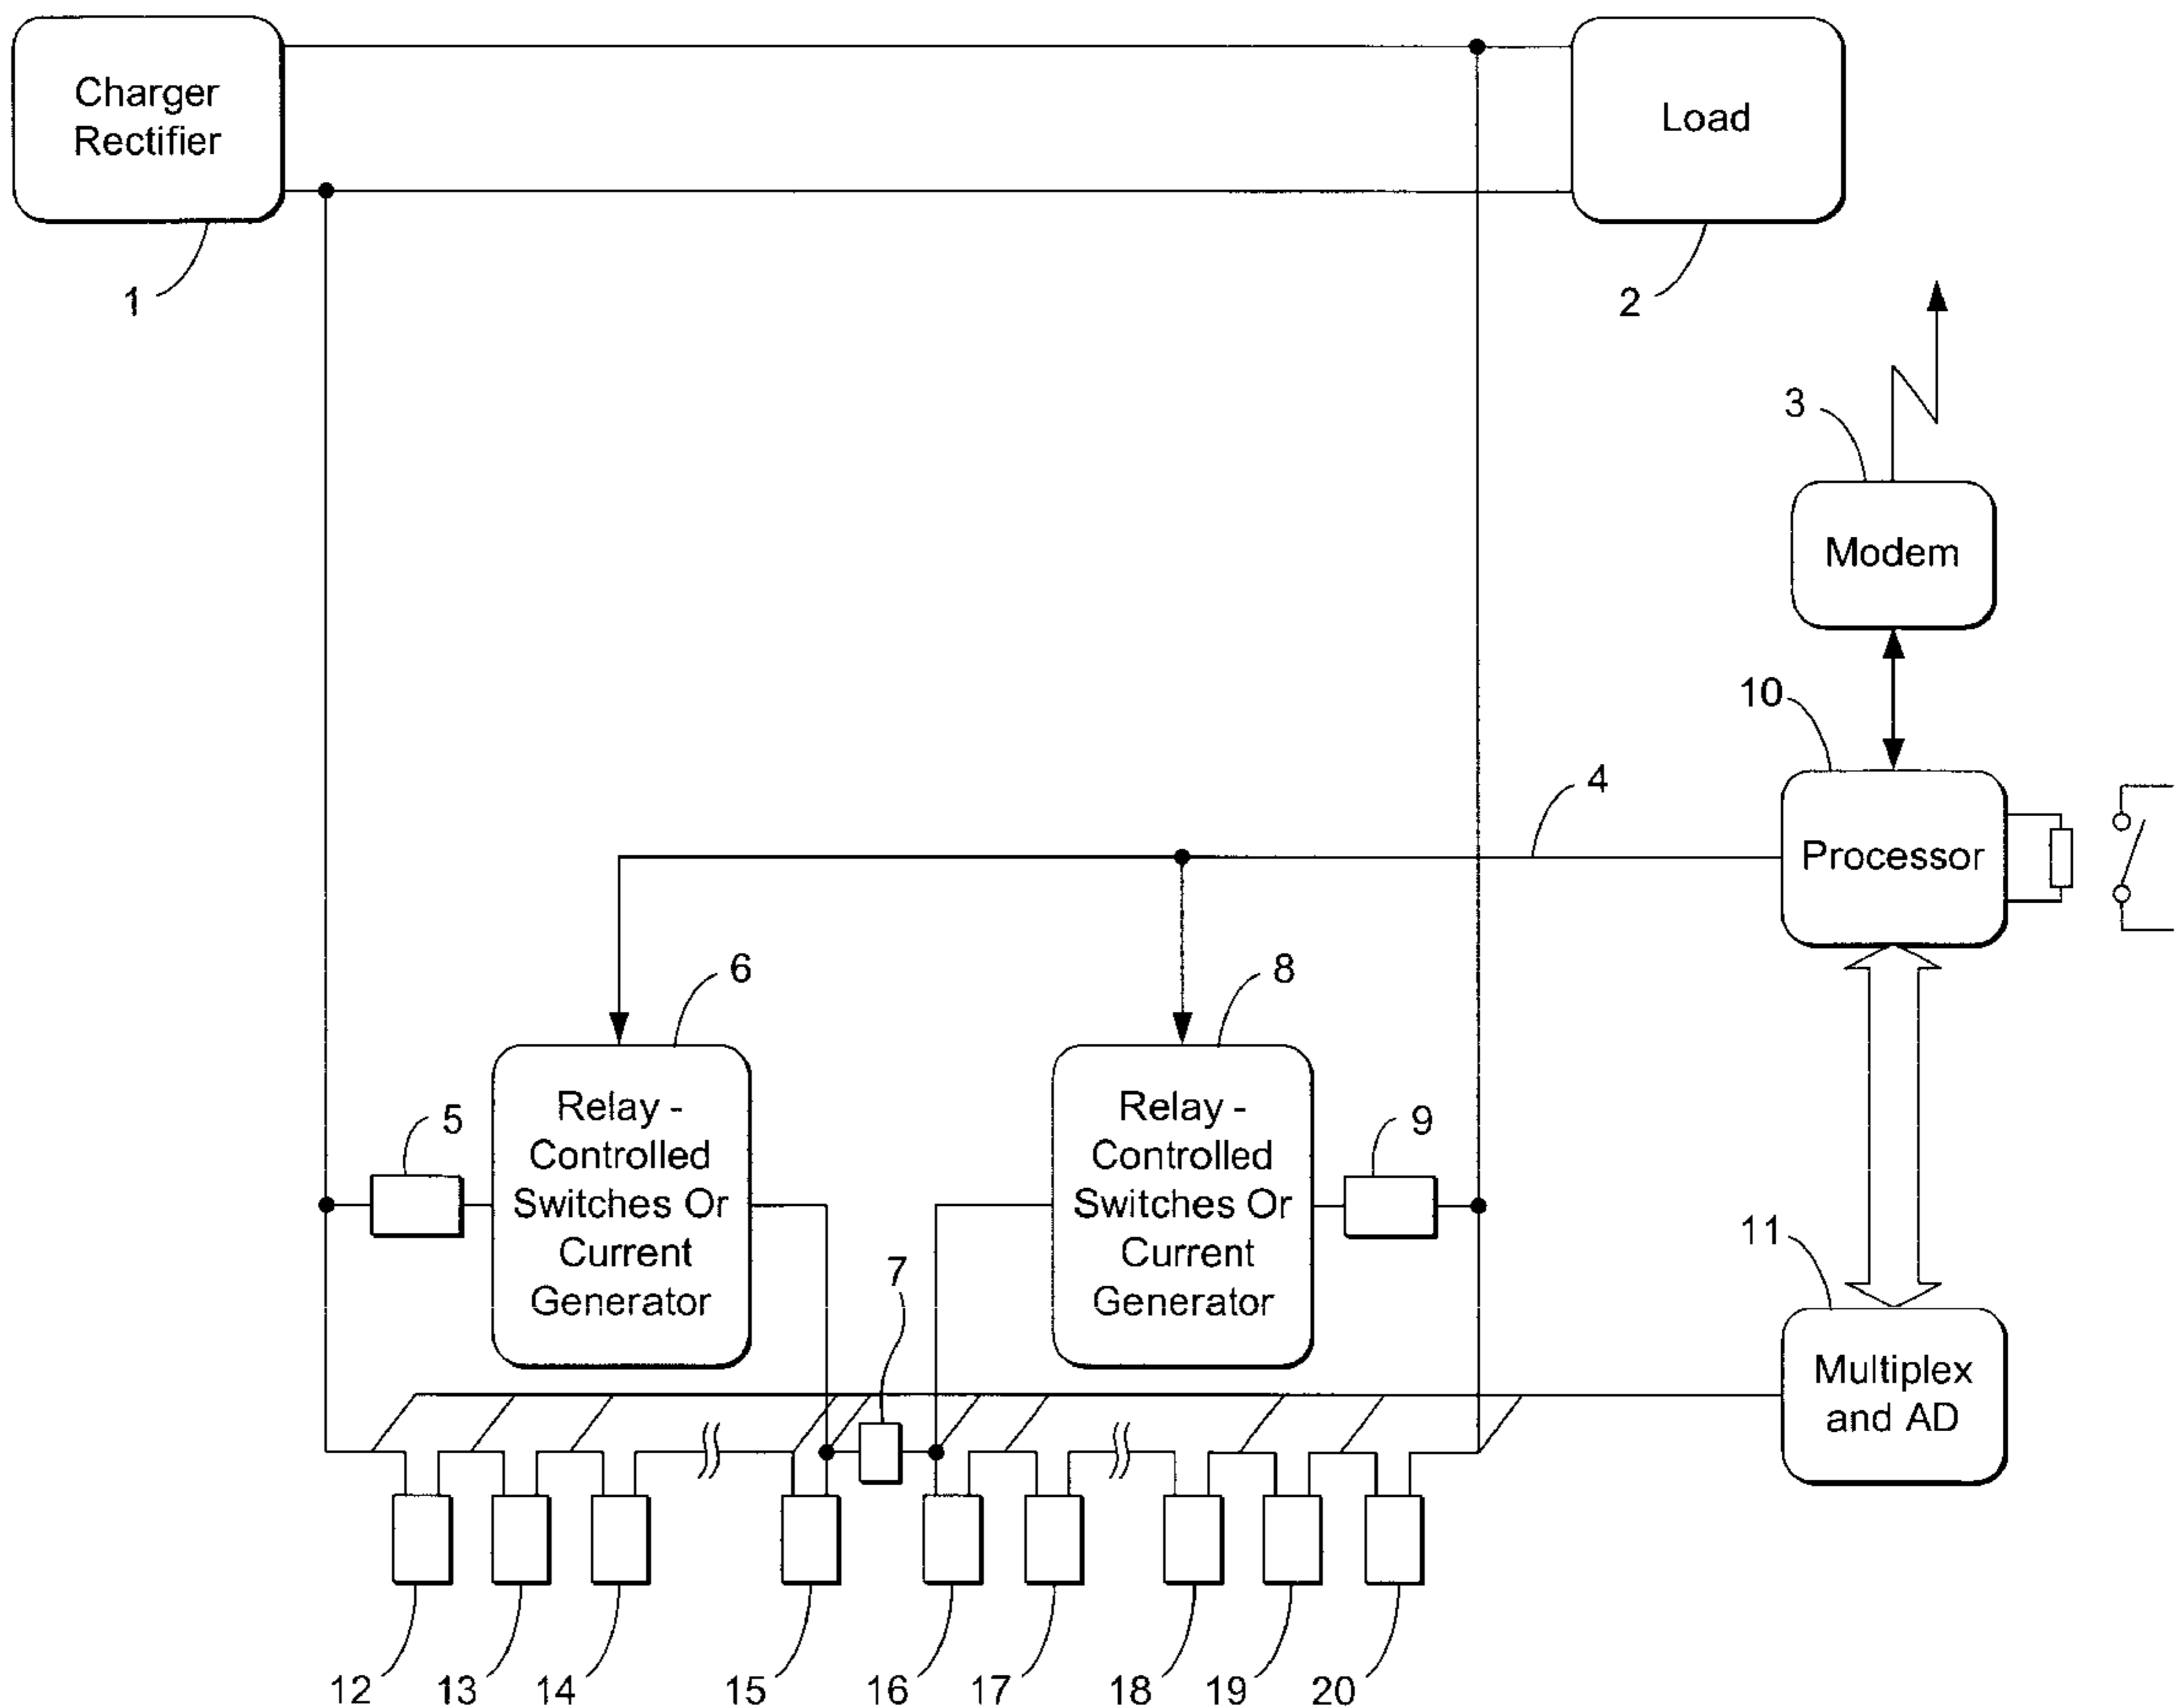 Charger
Rectifier
Load
1
2
3
Modem
10
4
Processor
6
8
Relay -
Controlled
Switches Or
Current
Generator
Relay -
Controlled
Switches Or
Current
Generator
5
9
7
11
Multiplex
and AD
12
13
14
15
16
17
18
19
20